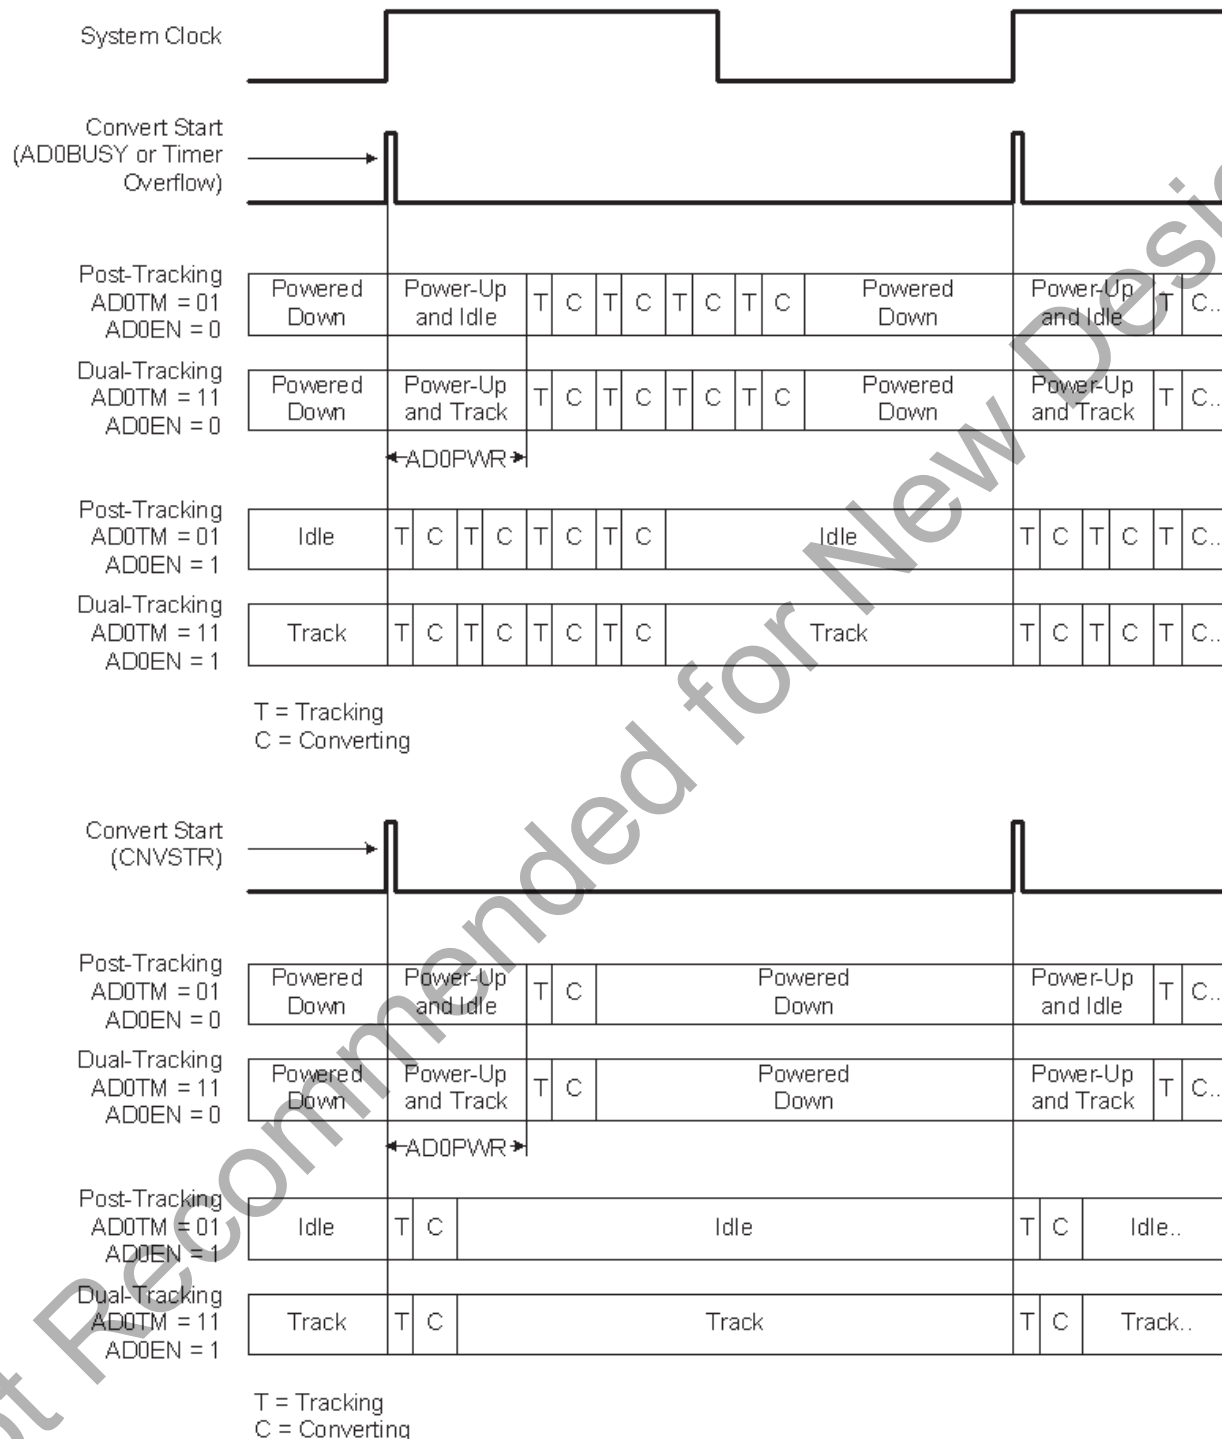 System Clock
Convert Start
(AD0BUSY or Timer
Overflow)
Post-Tracking
AD0TM = 01
AD0EN = 0
Powered
Down
Power-Up
and Idle
T C T C T C T C
Powered
Down
Power-Up
and Idle
T C..
Dual-Tracking
AD0TM = 11
AD0EN = 0
Powered
Down
Power-Up
and Track
T C T C T C T C
Powered
Down
Power-Up
and Track
T C..
AD0PWR
Post-Tracking
AD0TM = 01
AD0EN = 1
Idle T C T C T C T C Idle T C T C T C..
Dual-Tracking
AD0TM = 11
AD0EN = 1
Track T C T C T C T C Track T C T C T C..
T = Tracking
C = Converting
Convert Start
(CNVSTR)
Post-Tracking
AD0TM = 01
AD0EN = 0
Powered
Down
Power-Up
and Idle
T C
Powered
Down
Power-Up
and Idle
T C..
Dual-Tracking
AD0TM = 11
AD0EN = 0
Powered
Down
Power-Up
and Track
T C
Powered
Down
Power-Up
and Track
T C..
AD0PWR
Post-Tracking
AD0TM = 01
AD0EN = 1
Idle T C Idle T C Idle..
Dual-Tracking
AD0TM = 11
AD0EN = 1
Track T C Track T C Track..
T = Tracking
C = Converting
ot Recommended for New Desi